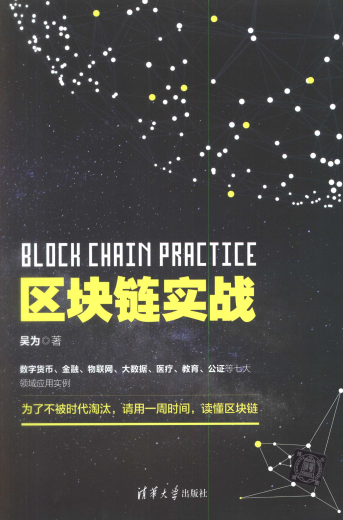 BLOCK CHAIN PRACTICE
区块链实战
吴为◎著
数字货币、金融、物联网、大数据、医疗、教育、公证等七大
领域应用实例
为了不被时代淘汰，请用一周时间，读懂区块链
清华大学出版社